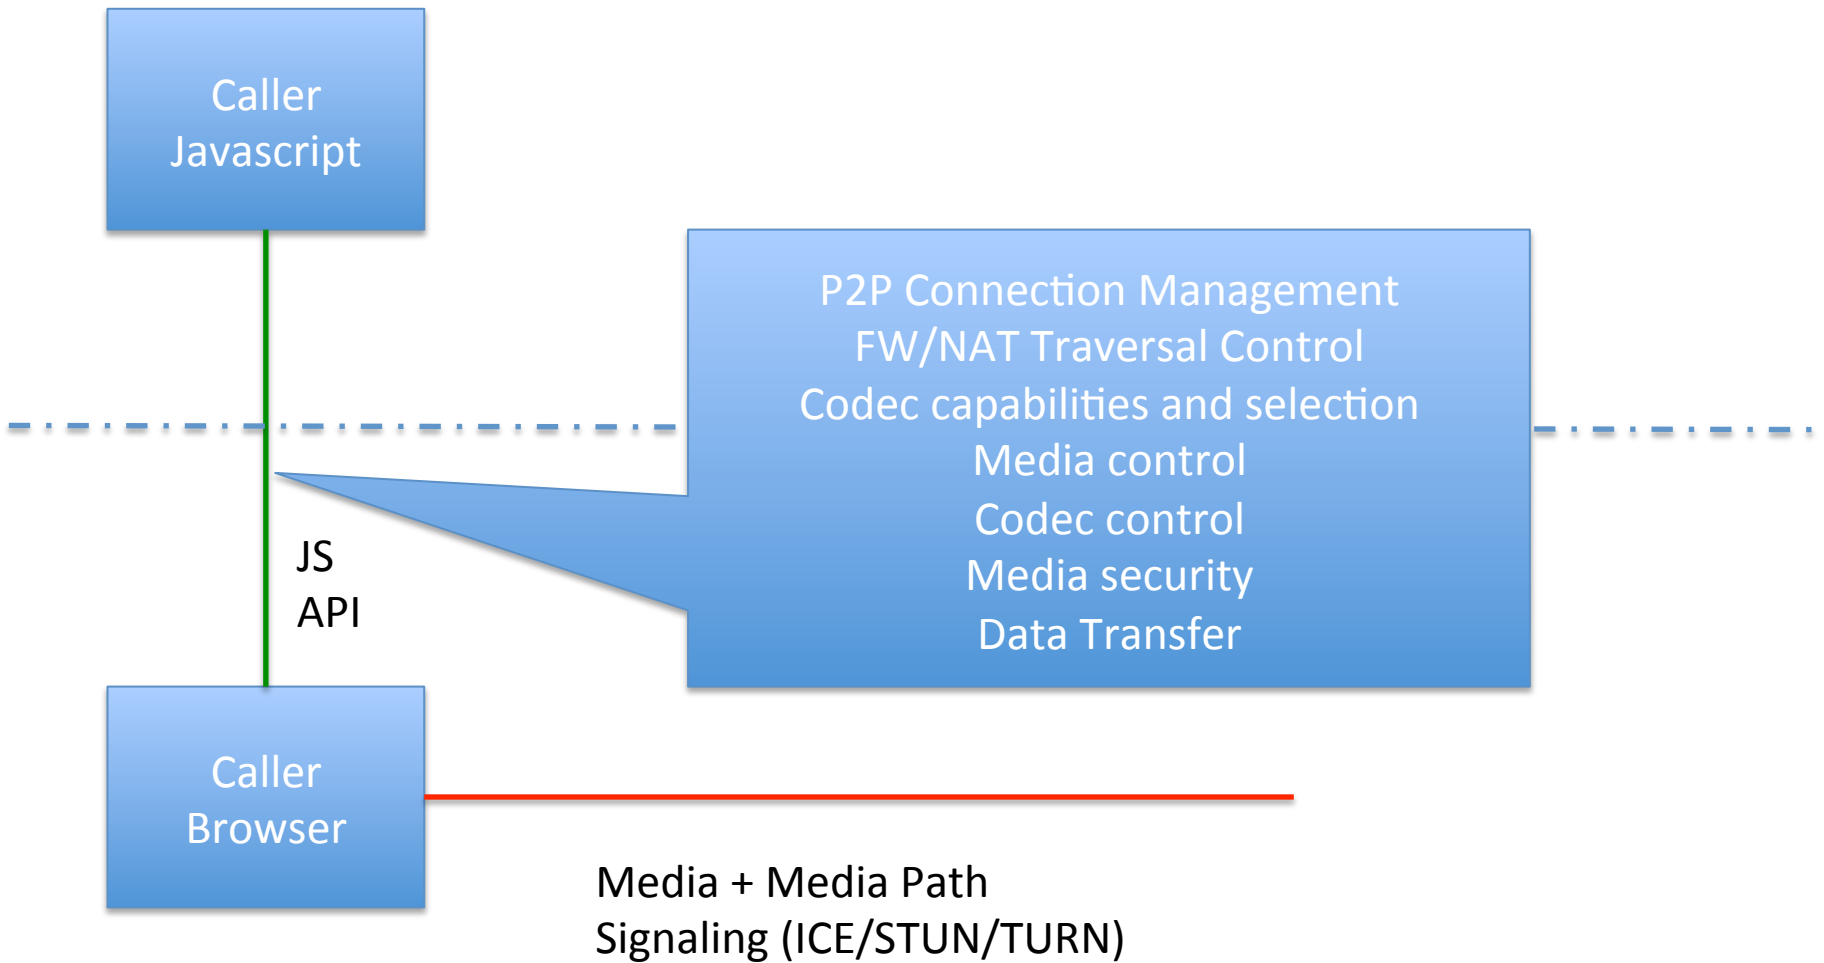 Caller
Javascript
P2P Connection Management
FW/NAT Traversal Control
Codec capabilities and selection
Media control
Codec control
Media security
Data Transfer
JS
API
Caller
Browser
Media + Media Path
Signaling (ICE/STUN/TURN)